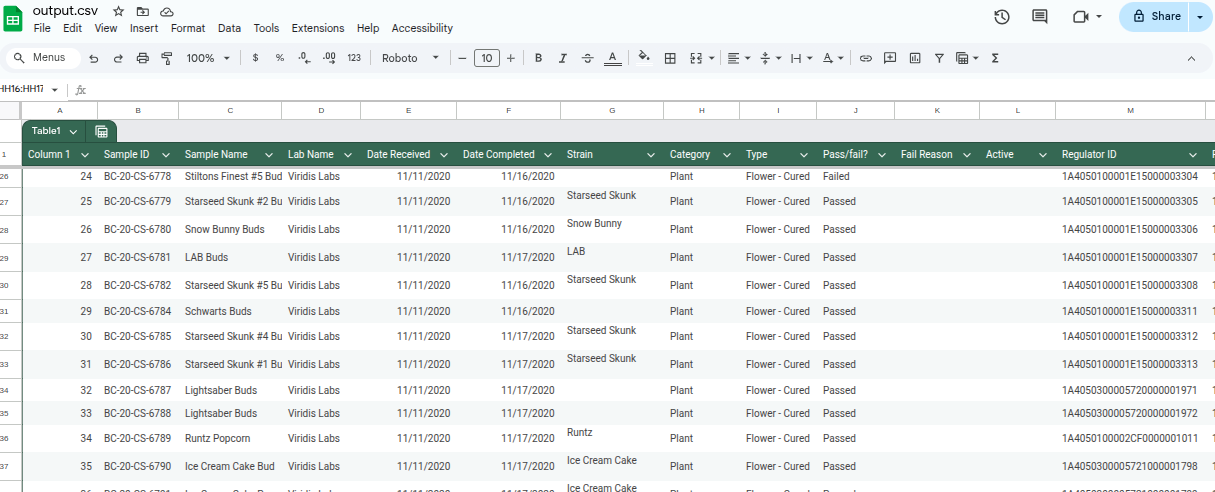 output.csv
File Edit View Insert Format Data Tools Extensions Help Accessibility
Share
Menus 100% $ % .0 .00 123 Roboto 10 B I A
HH16:HH17 fx
A B C D E F G H I J K L M
Table1
1 Column 1 Sample ID Sample Name Lab Name Date Received Date Completed Strain Category Type Pass/fail? Fail Reason Active Regulator ID
26 24 BC-20-CS-6778 Stiltons Finest #5 Bud Viridis Labs 11/11/2020 11/16/2020 Plant Flower - Cured Failed 1A4050100001E15000003304
27 25 BC-20-CS-6779 Starseed Skunk #2 Bu Viridis Labs 11/11/2020 11/16/2020 Starseed Skunk Plant Flower - Cured Passed 1A4050100001E15000003305
28 26 BC-20-CS-6780 Snow Bunny Buds Viridis Labs 11/11/2020 11/16/2020 Snow Bunny Plant Flower - Cured Passed 1A4050100001E15000003306
29 27 BC-20-CS-6781 LAB Buds Viridis Labs 11/11/2020 11/17/2020 LAB Plant Flower - Cured Passed 1A4050100001E15000003307
30 28 BC-20-CS-6782 Starseed Skunk #5 Bu Viridis Labs 11/11/2020 11/16/2020 Starseed Skunk Plant Flower - Cured Passed 1A4050100001E15000003308
31 29 BC-20-CS-6784 Schwarts Buds Viridis Labs 11/11/2020 11/16/2020 Plant Flower - Cured Passed 1A4050100001E15000003311
32 30 BC-20-CS-6785 Starseed Skunk #4 Bu Viridis Labs 11/11/2020 11/17/2020 Starseed Skunk Plant Flower - Cured Passed 1A4050100001E15000003312
33 31 BC-20-CS-6786 Starseed Skunk #1 Bu Viridis Labs 11/11/2020 11/17/2020 Starseed Skunk Plant Flower - Cured Passed 1A4050100001E15000003313
34 32 BC-20-CS-6787 Lightsaber Buds Viridis Labs 11/11/2020 11/17/2020 Plant Flower - Cured Passed 1A4050300005720000001971
35 33 BC-20-CS-6788 Lightsaber Buds Viridis Labs 11/11/2020 11/17/2020 Plant Flower - Cured Passed 1A4050300005720000001972
36 34 BC-20-CS-6789 Runtz Popcorn Viridis Labs 11/11/2020 11/17/2020 Runtz Plant Flower - Cured Passed 1A4050100002CF0000001011
37 35 BC-20-CS-6790 Ice Cream Cake Bud Viridis Labs 11/11/2020 11/17/2020 Ice Cream Cake Plant Flower - Cured Passed 1A4050300005721000001798
Ice Cream Cake